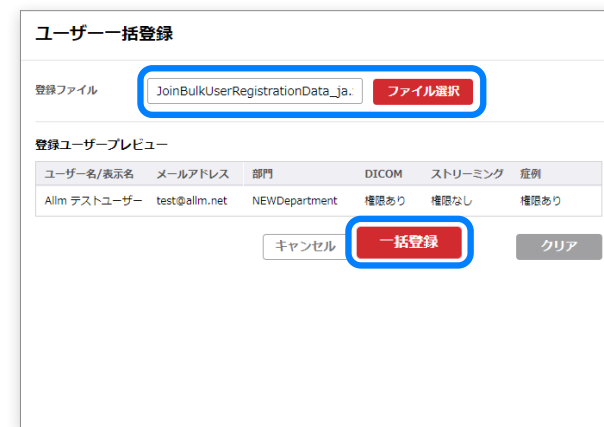 ユーザー一括登録
登録ファイル JoinBulkUserRegistrationData_ja. ファイル選択
登録ユーザープレビュー
ユーザー名/表示名 メールアドレス 部門 DICOM ストリーミング 症例
Allm テストユーザー test@allm.net NEWDepartment 権限あり 権限なし 権限あり
キャンセル 一括登録 クリア